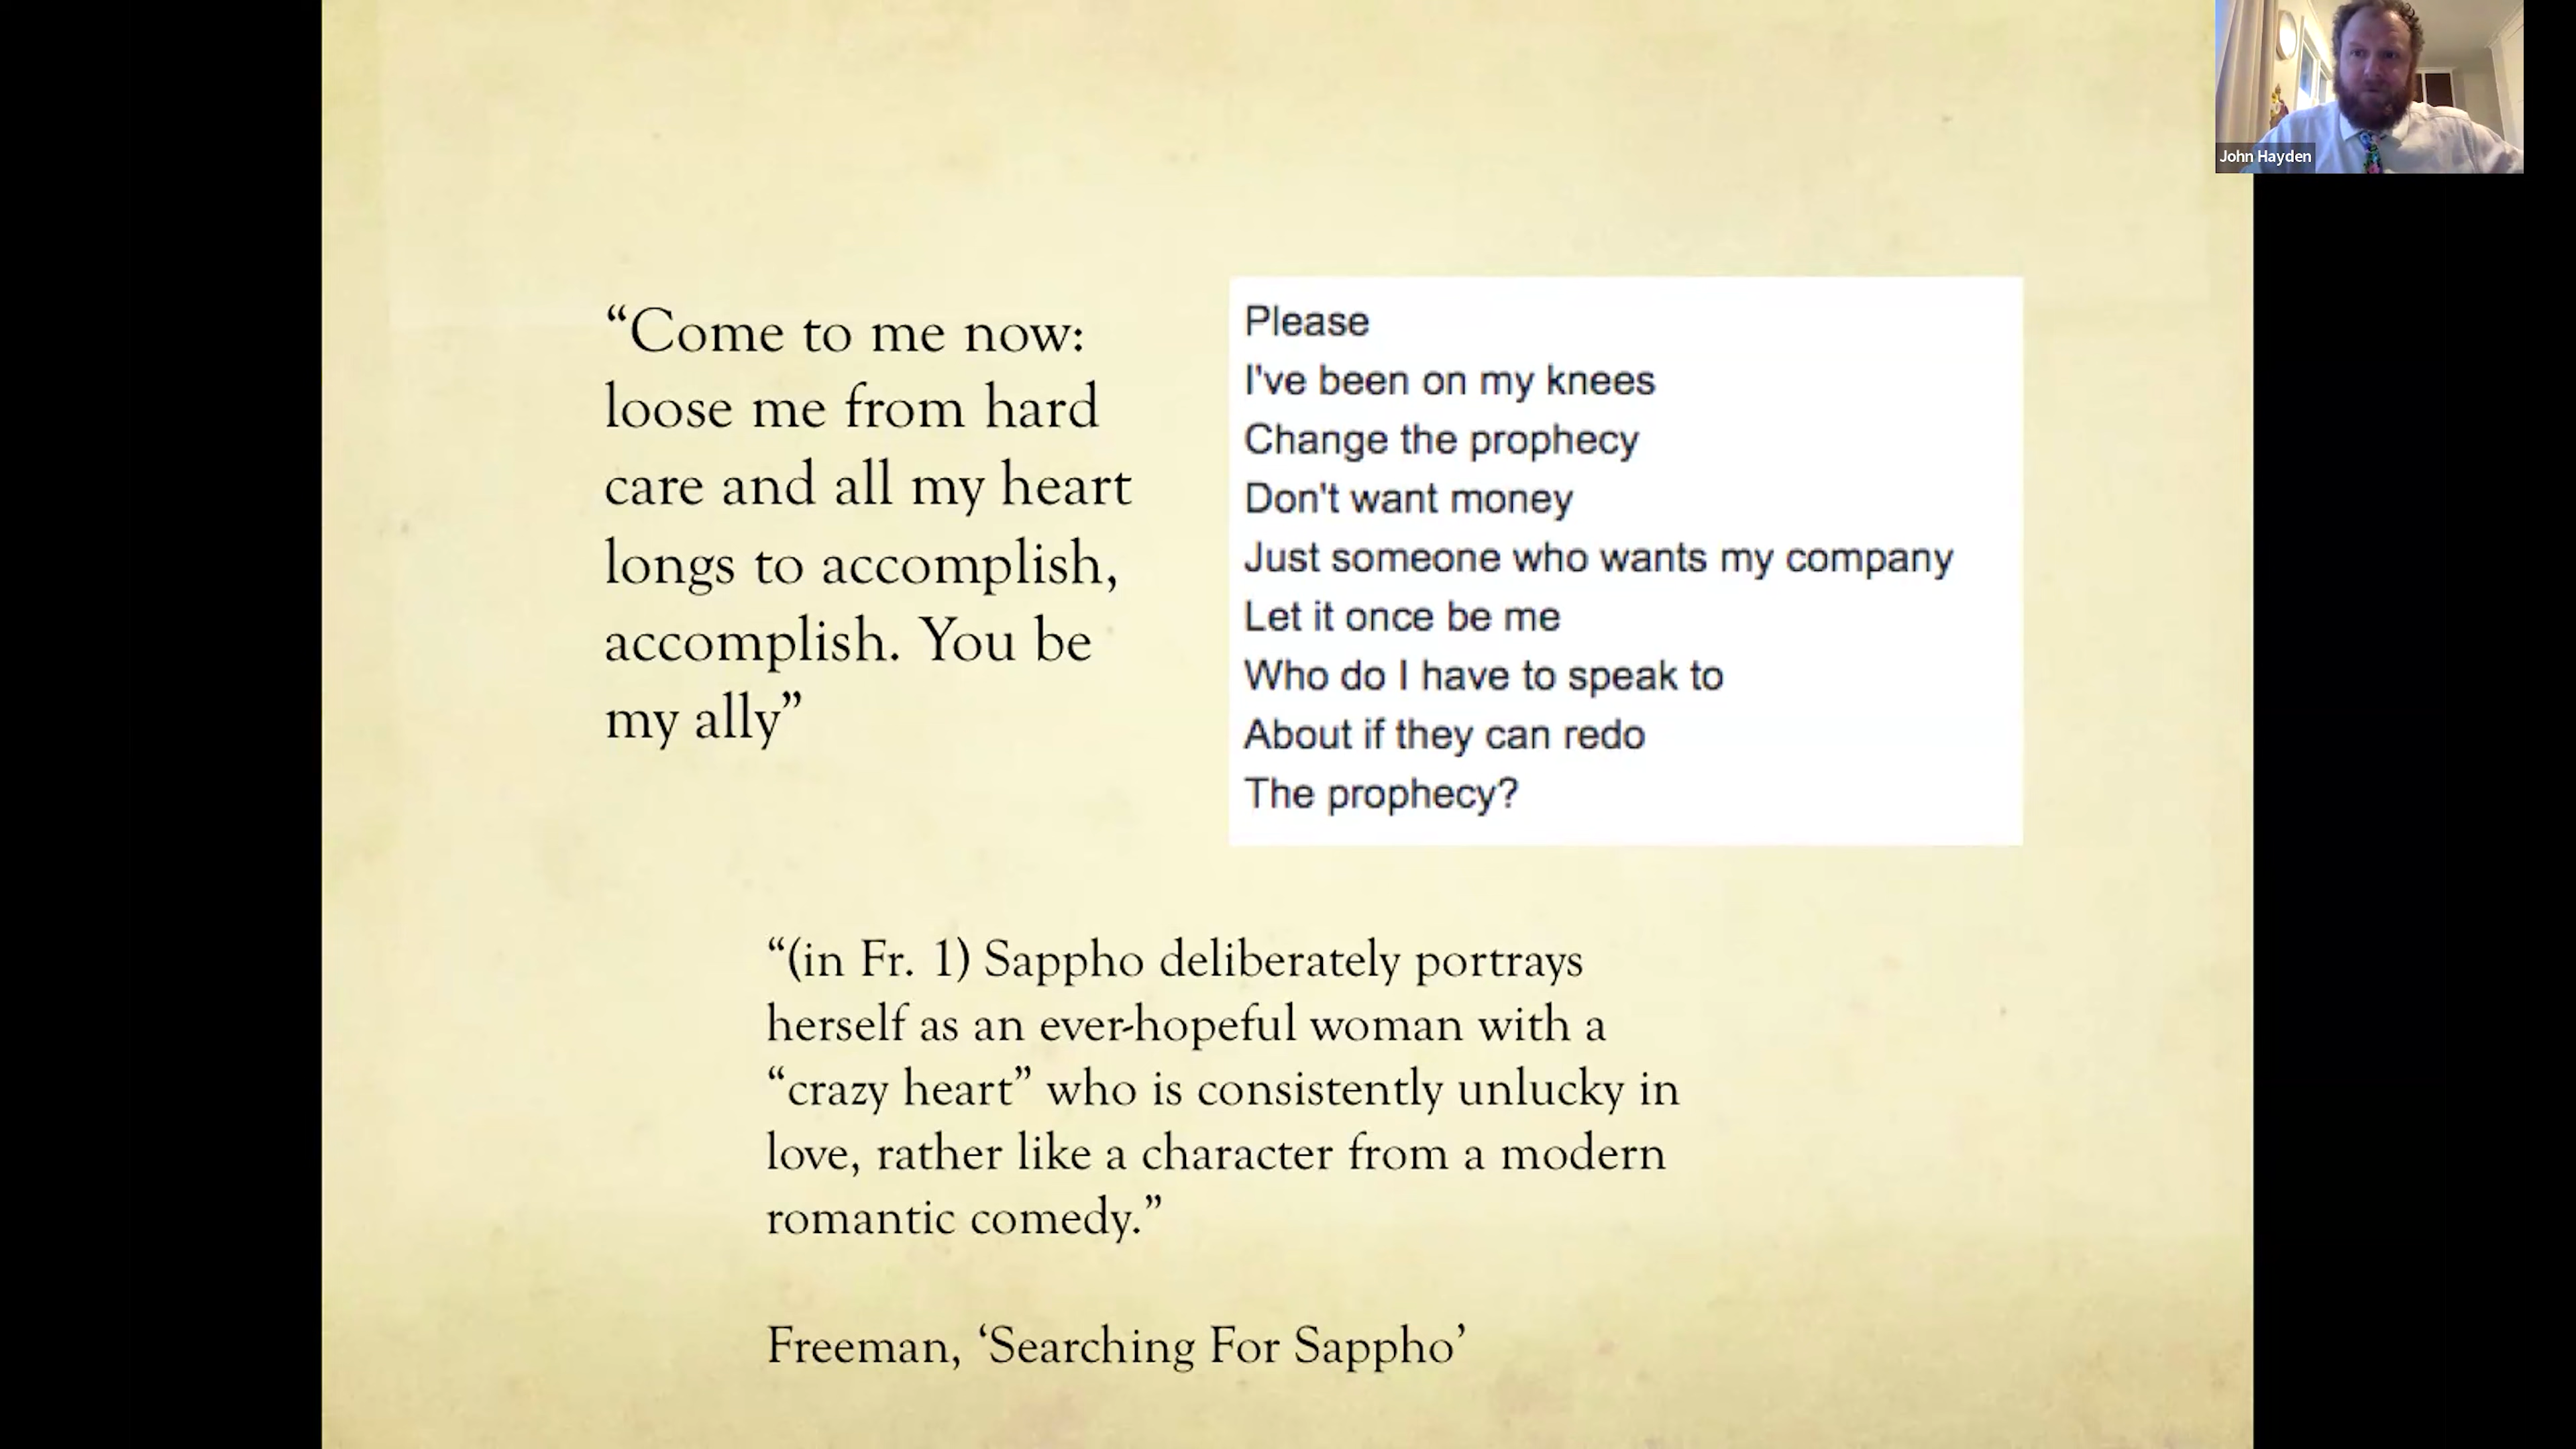 John Hayden
“Come to me now:
loose me from hard
care and all my heart
longs to accomplish,
accomplish. You be
my ally”
Please
I've been on my knees
Change the prophecy
Don't want money
Just someone who wants my company
Let it once be me
Who do I have to speak to
About if they can redo
The prophecy?
“(in Fr. 1) Sappho deliberately portrays
herself as an ever-hopeful woman with a
“crazy heart” who is consistently unlucky in
love, rather like a character from a modern
romantic comedy.”
Freeman, ‘Searching For Sappho’